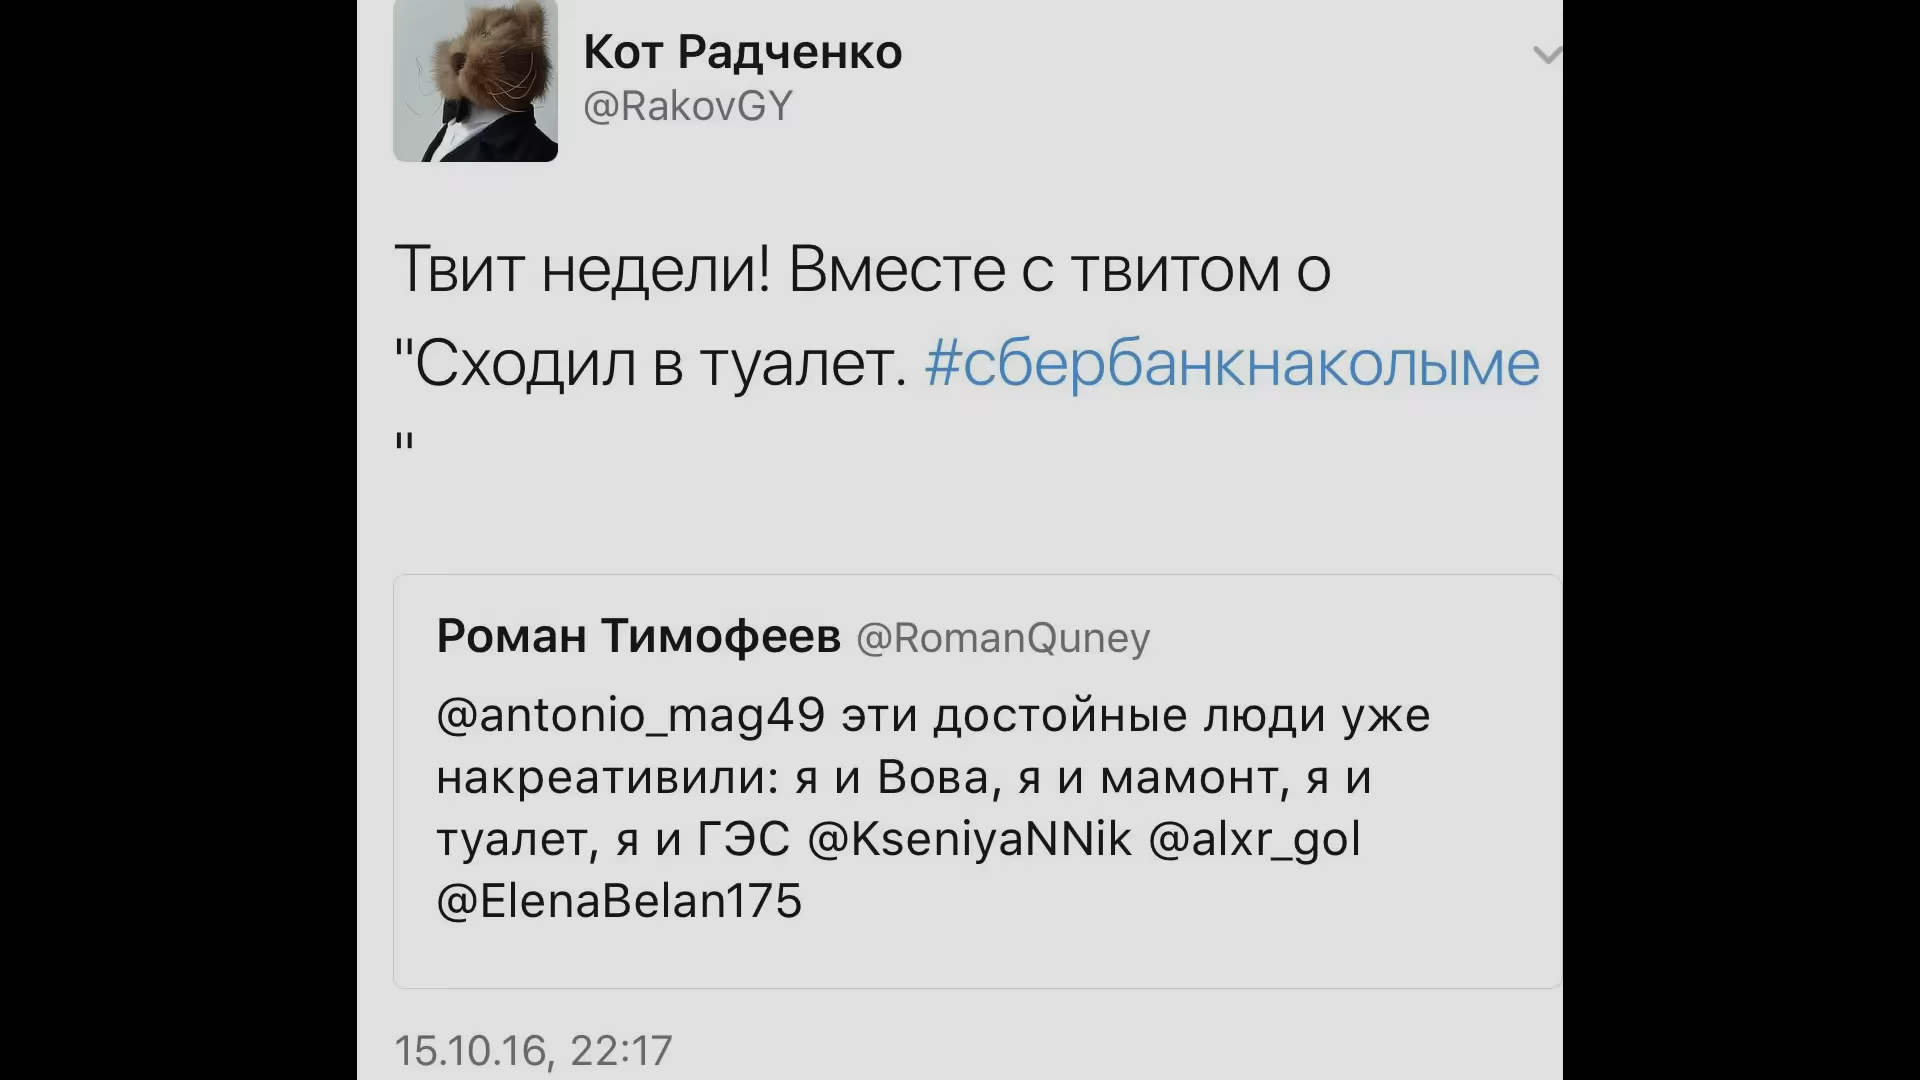 Кот Радченко
@RakovGY
Твит недели! Вместе с твитом о
"Сходил в туалет. #сбербанкнаколыме
"
Роман Тимофеев @RomanQuney
@antonio_mag49 эти достойные люди уже
накреативили: я и Вова, я и мамонт, я и
туалет, я и ГЭС @KseniyaNNik @alxr_gol
@ElenaBelan175
15.10.16, 22:17